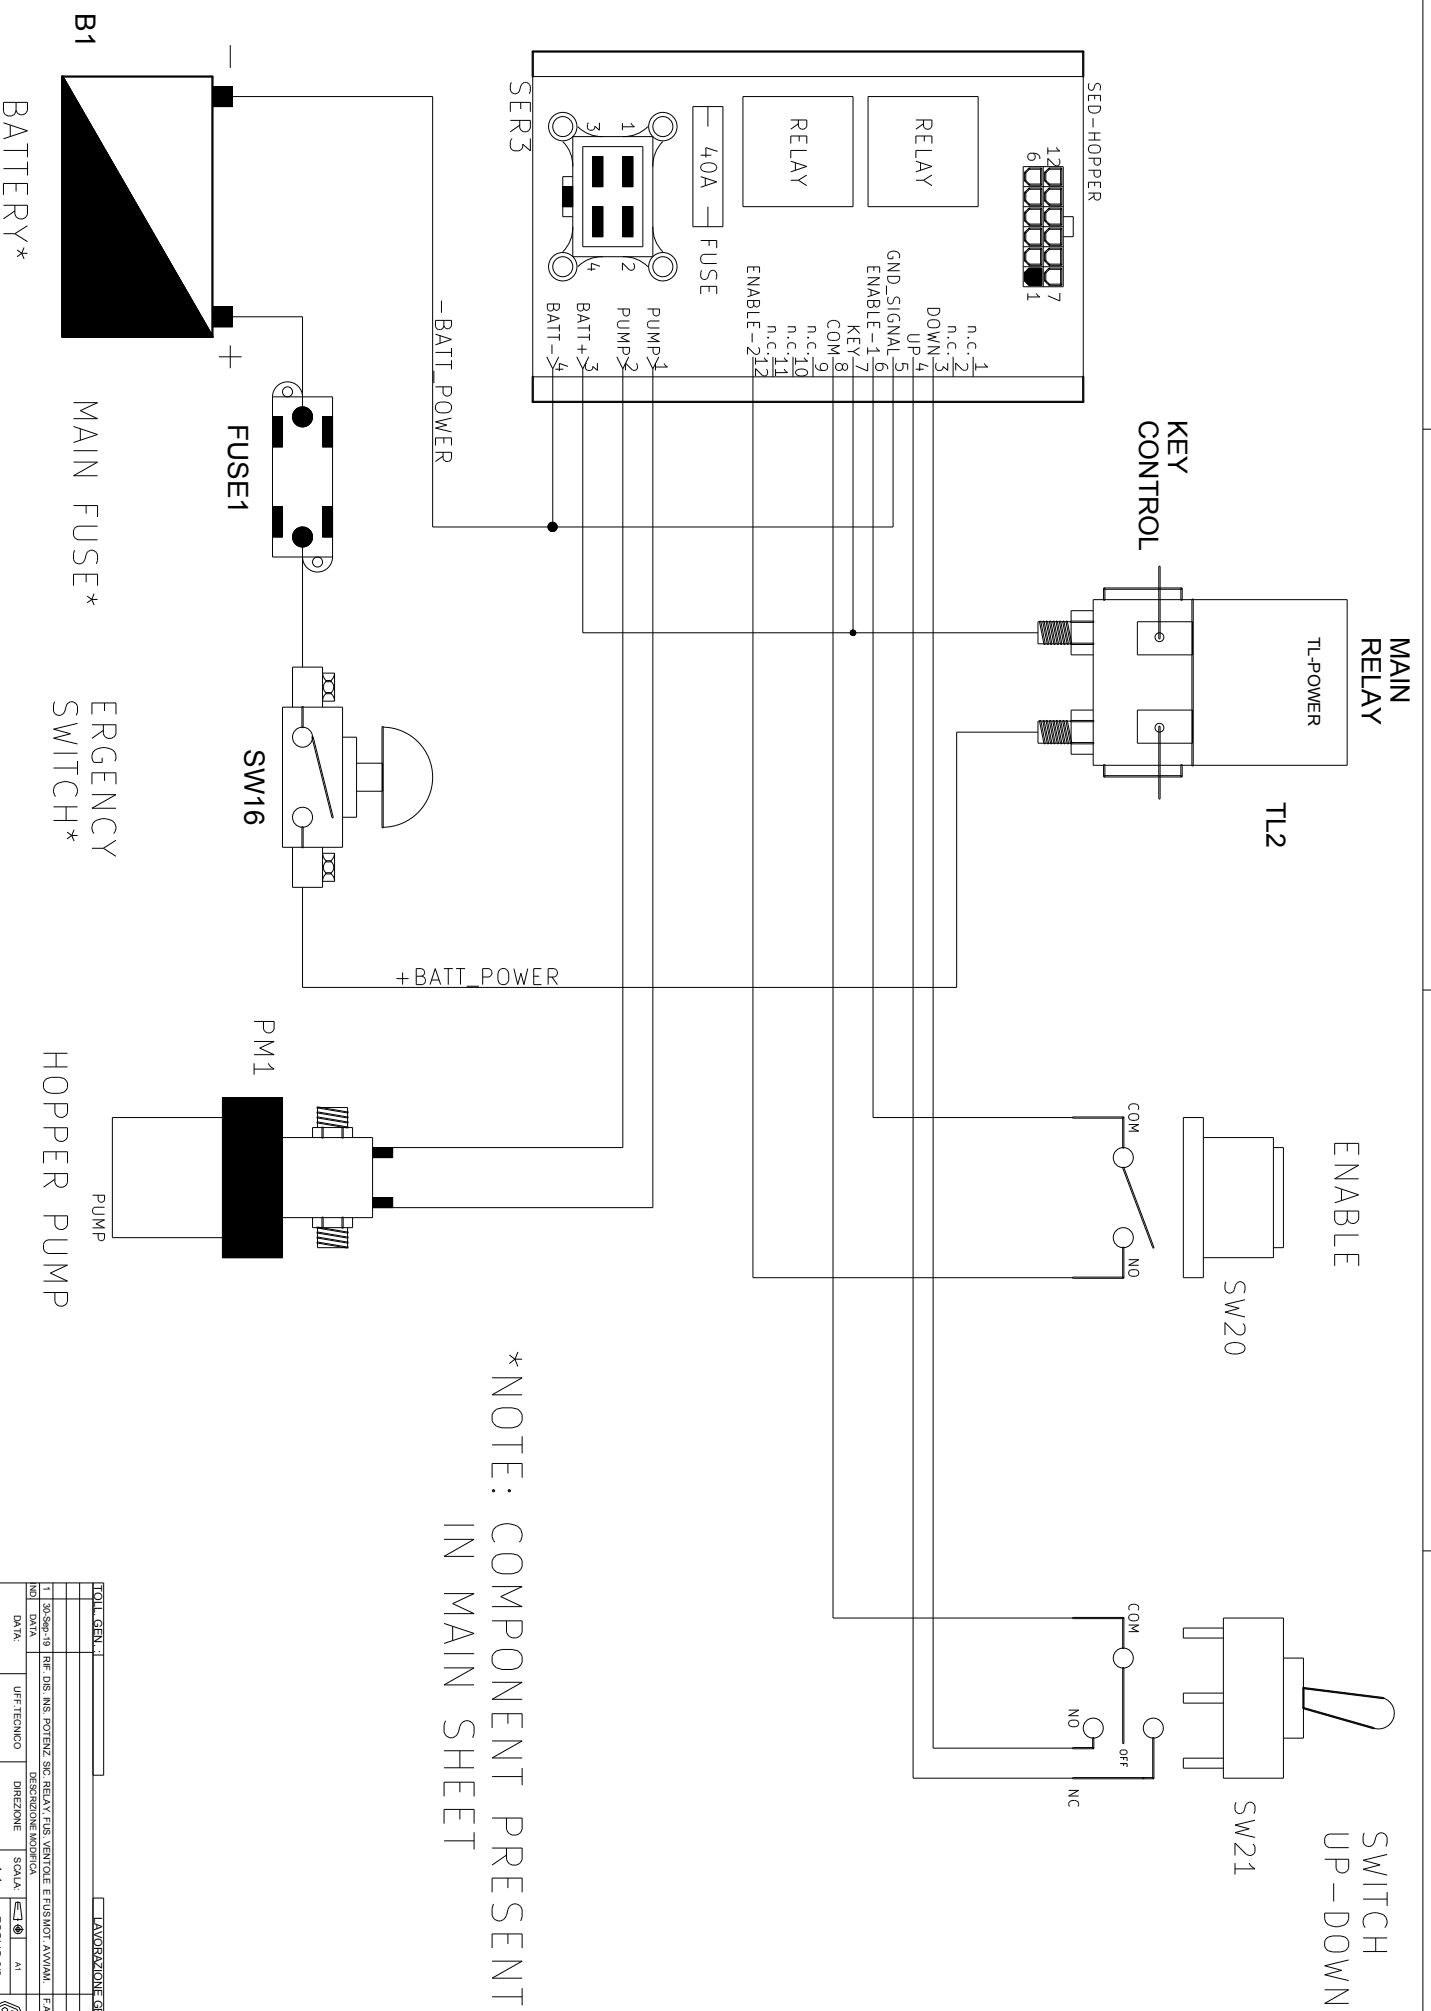 MAIN
RELAY
TL-POWER
TL2
KEY
CONTROL
ENABLE
SW20
COM
NO
SWITCH
UP-DOWN
SW21
COM
NO
OFF
NC
SED-HOPPER
12
6
7
1
RELAY
RELAY
40A
FUSE
SER3
1
3
2
4
n.c. 1
n.c. 2
DOWN 3
UP 4
GND_SIGNAL 5
ENABLE-1 6
KEY 7
COM 8
n.c. 9
n.c. 10
n.c. 11
ENABLE-2 12
PUMP 1
PUMP 2
BATT+ 3
BATT- 4
-BATT_POWER
+BATT_POWER
B1
-
+
BATTERY*
FUSE1
MAIN FUSE*
SW16
ERGENCY
SWITCH*
PM1
PUMP
HOPPER PUMP
*NOTE: COMPONENT PRESENT
IN MAIN SHEET
TOLL. GEN. :
LAVORAZIONE
1 30-Sep-19 RIF. DIS. INS. POTENZ. SIC. RELAY, FUS. VENTOLE E FUS MOT. AVVIAM.
IND DATA DESCRIZIONE MODIFICA
DATA: UFF.TECNICO DIREZIONE SCALA: A1